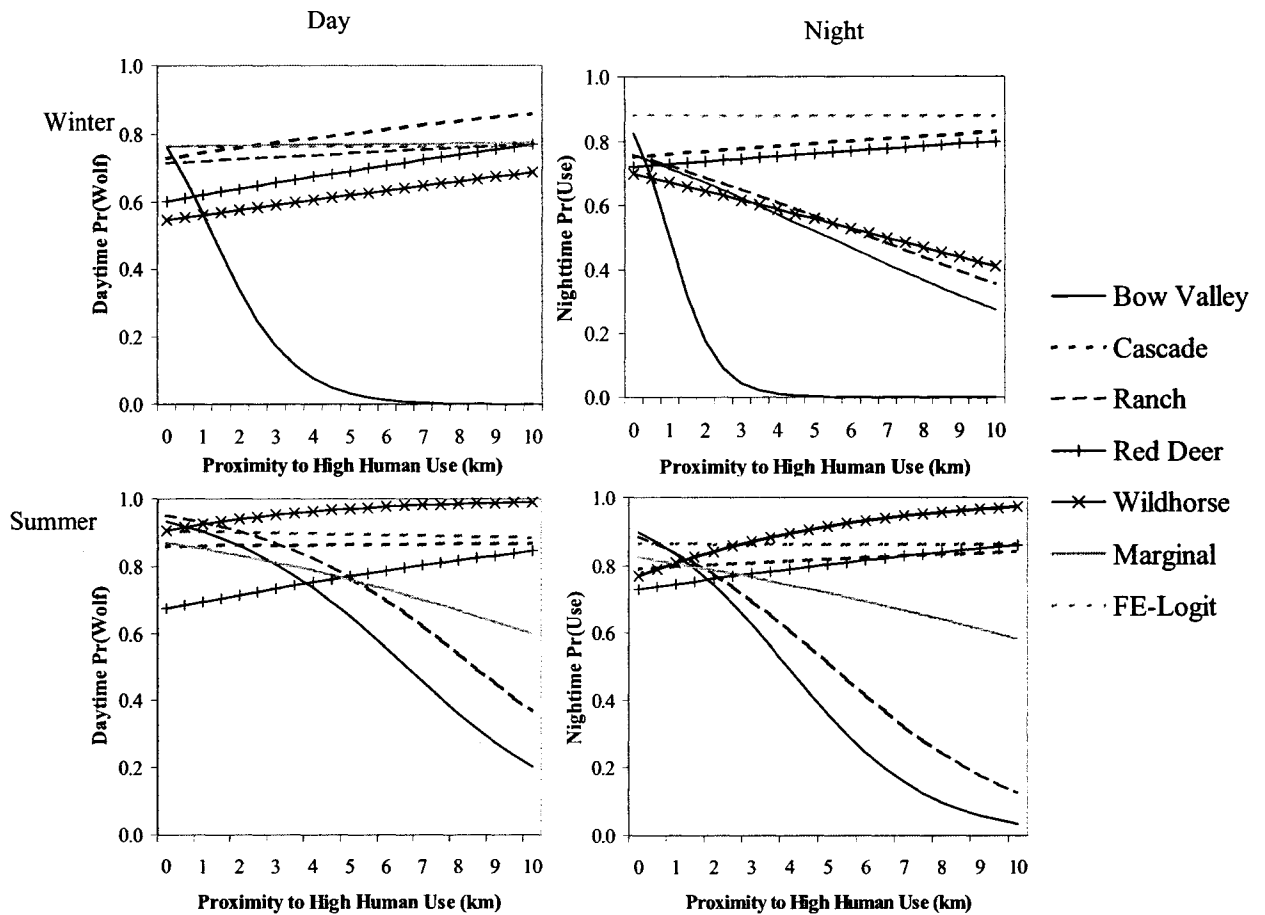 Day
Night
Winter
Daytime Pr(Wolf)
1.0
0.8
0.6
0.4
0.2
0.0
0 1 2 3 4 5 6 7 8 9 10
Proximity to High Human Use (km)
Nighttime Pr(Use)
1.0
0.8
0.6
0.4
0.2
0.0
0 1 2 3 4 5 6 7 8 9 10
Proximity to High Human Use (km)
Bow Valley
Cascade
Ranch
Red Deer
Wildhorse
Marginal
FE-Logit
Summer
Daytime Pr(Wolf)
1.0
0.8
0.6
0.4
0.2
0.0
0 1 2 3 4 5 6 7 8 9 10
Proximity to High Human Use (km)
Nighttime Pr(Use)
1.0
0.8
0.6
0.4
0.2
0.0
0 1 2 3 4 5 6 7 8 9 10
Proximity to High Human Use (km)